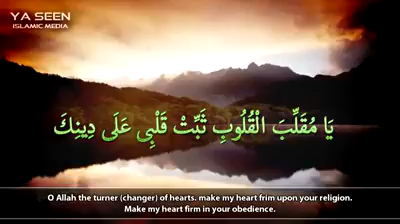 YA SEEN
ISLAMIC MEDIA
يَا مُقَلِّبَ الْقُلُوبِ ثَبِّتْ قَلْبِي عَلَى دِينِكَ
O Allah the turner (changer) of hearts. make my heart frim upon your religion.
Make my heart firm in your obedience.